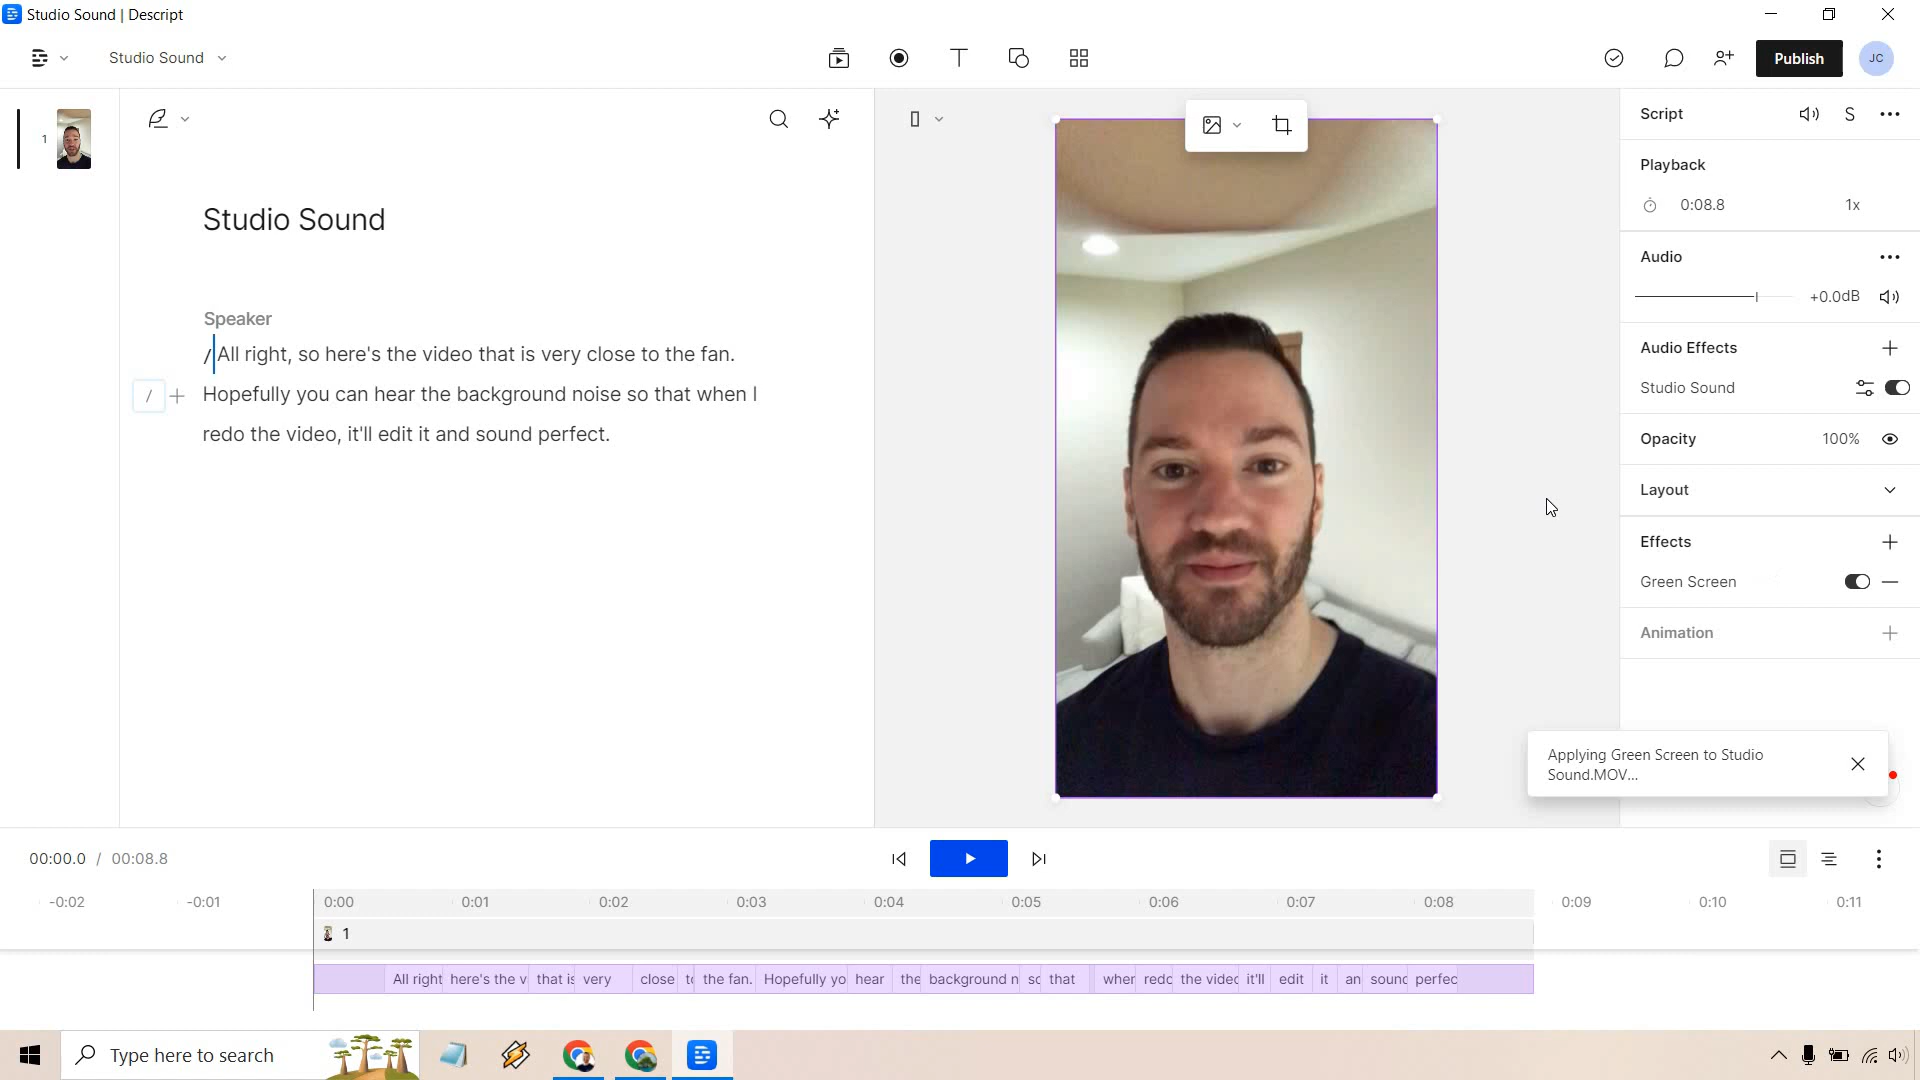 Studio Sound | Descript
Studio Sound
Publish
JC
1
Studio Sound
Speaker
/ All right, so here's the video that is very close to the fan.
/
Hopefully you can hear the background noise so that when I
redo the video, it'll edit it and sound perfect.
Script
S
Playback
0:08.8
1x
Audio
+0.0dB
Audio Effects
Studio Sound
Opacity
100%
Layout
Effects
Green Screen
Animation
Applying Green Screen to Studio
Sound.MOV...
00:00.0 / 00:08.8
-0:02 -0:01 0:00 0:01 0:02 0:03 0:04 0:05 0:06 0:07 0:08 0:09 0:10 0:11
1
All right here's the v that is very close to the fan. Hopefully yo hear the background n so that when redo the video it'll edit it an sound perfec
Type here to search